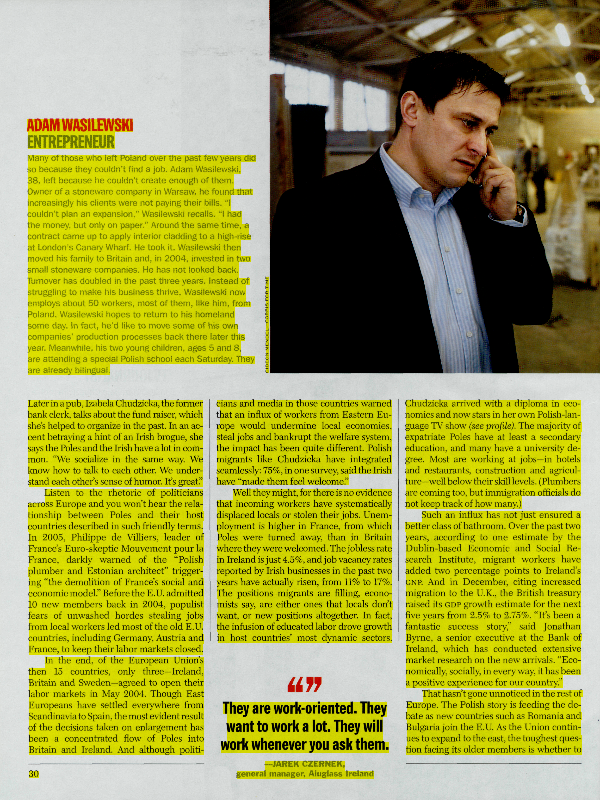 ADAM WASILEWSKI
ENTREPRENEUR
Many of those who left Poland over the past few years did
so because they couldn't find a job. Adam Wasilewski,
38, left because he couldn't create enough of them.
Owner of a stoneware company in Warsaw, he found that
increasingly his clients were not paying their bills. "I
couldn't plan an expansion," Wasilewski recalls. "I had
the money, but only on paper." Around the same time, a
contract came up to apply interior cladding to a high-rise
at London's Canary Wharf. He took it. Wasilewski then
moved his family to Britain and, in 2004, invested in two
small stoneware companies. He has not looked back.
Turnover has doubled in the past three years. Instead of
struggling to make his business thrive, Wasilewski now
employs about 50 workers, most of them, like him, from
Poland. Wasilewski hopes to return to his homeland
some day. In fact, he'd like to move some of his own
companies' production processes back there later this
year. Meanwhile, his two young children, ages 5 and 8,
are attending a special Polish school each Saturday. They
are already bilingual.
Later in a pub, Izabela Chudzicka, the former
bank clerk, talks about the fund raiser, which
she's helped to organize in the past. In an ac-
cent betraying a hint of an Irish brogue, she
says the Poles and the Irish have a lot in com-
mon. "We socialize in the same way. We
know how to talk to each other. We under-
stand each other's sense of humor. It's great."
Listen to the rhetoric of politicians
across Europe and you won't hear the rela-
tionship between Poles and their host
countries described in such friendly terms.
In 2005, Philippe de Villiers, leader of
France's Euro-skeptic Mouvement pour la
France, darkly warned of the "Polish
plumber and Estonian architect" trigger-
ing "the demolition of France's social and
economic model." Before the E.U. admitted
10 new members back in 2004, populist
fears of unwashed hordes stealing jobs
from local workers led most of the old E.U.
countries, including Germany, Austria and
France, to keep their labor markets closed.
In the end, of the European Union's
then 15 countries, only three—Ireland,
Britain and Sweden—agreed to open their
labor markets in May 2004. Though East
Europeans have settled everywhere from
Scandinavia to Spain, the most evident result
of the decisions taken on enlargement has
been a concentrated flow of Poles into
Britain and Ireland. And although politi-
cians and media in those countries warned
that an influx of workers from Eastern Eu-
rope would undermine local economies,
steal jobs and bankrupt the welfare system,
the impact has been quite different. Polish
migrants like Chudzicka have integrated
seamlessly: 75%, in one survey, said the Irish
have "made them feel welcome."
Well they might, for there is no evidence
that incoming workers have systematically
displaced locals or stolen their jobs. Unem-
ployment is higher in France, from which
Poles were turned away, than in Britain
where they were welcomed. The jobless rate
in Ireland is just 4.5%, and job vacancy rates
reported by Irish businesses in the past two
years have actually risen, from 11% to 17%.
The positions migrants are filling, econo-
mists say, are either ones that locals don't
want, or new positions altogether. In fact,
the infusion of educated labor drove growth
in host countries' most dynamic sectors.
“”
They are work-oriented. They
want to work a lot. They will
work whenever you ask them.
—JAREK CZERNEK,
general manager, Aluglass Ireland
Chudzicka arrived with a diploma in eco-
nomics and now stars in her own Polish-lan-
guage TV show (see profile). The majority of
expatriate Poles have at least a secondary
education, and many have a university de-
gree. Most are working at jobs—in hotels
and restaurants, construction and agricul-
ture—well below their skill levels. (Plumbers
are coming too, but immigration officials do
not keep track of how many.)
Such an influx has not just ensured a
better class of bathroom. Over the past two
years, according to one estimate by the
Dublin-based Economic and Social Re-
search Institute, migrant workers have
added two percentage points to Ireland's
GNP. And in December, citing increased
migration to the U.K., the British treasury
raised its GDP growth estimate for the next
five years from 2.5% to 2.75%. "It's been a
fantastic success story," said Jonathan
Byrne, a senior executive at the Bank of
Ireland, which has conducted extensive
market research on the new arrivals. "Eco-
nomically, socially, in every way, it has been
a positive experience for our country."
That hasn't gone unnoticed in the rest of
Europe. The Polish story is feeding the de-
bate as new countries such as Romania and
Bulgaria join the E.U. As the Union contin-
ues to expand to the east, the toughest ques-
tion facing its older members is whether to
30